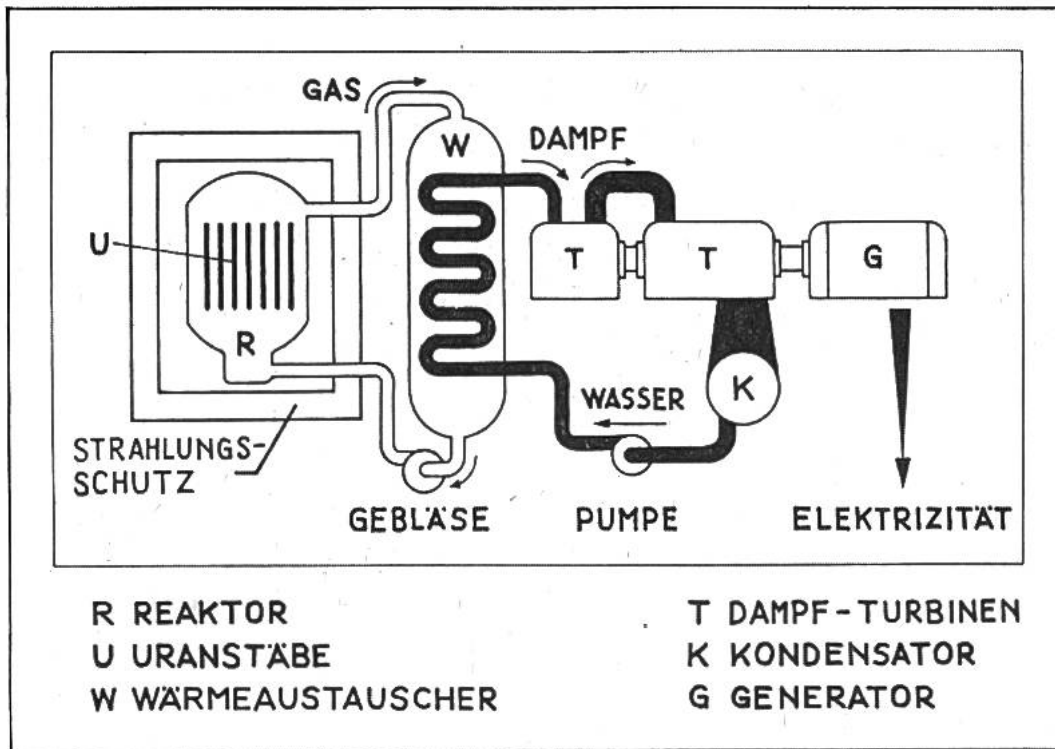 GAS
W
DAMPF
U
T
T
G
R
K
WASSER
STRAHLUNGS-
SCHUTZ
GEBLÄSE
PUMPE
ELEKTRIZITÄT
R REAKTOR
U URANSTÄBE
W WÄRMEAUSTAUSCHER
T DAMPF-TURBINEN
K KONDENSATOR
G GENERATOR